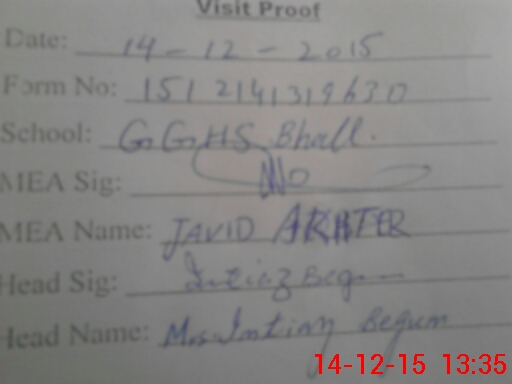 Visit Proof
Date: 14-12-2015
Form No: 1512141319630
School: G.G.HS Bhall.
MEA Sig:
MEA Name: JAVID AKHTER
Head Sig: Imtiaz Begum
Head Name: Mrs. Imtiaz Begum
14-12-15 13:35